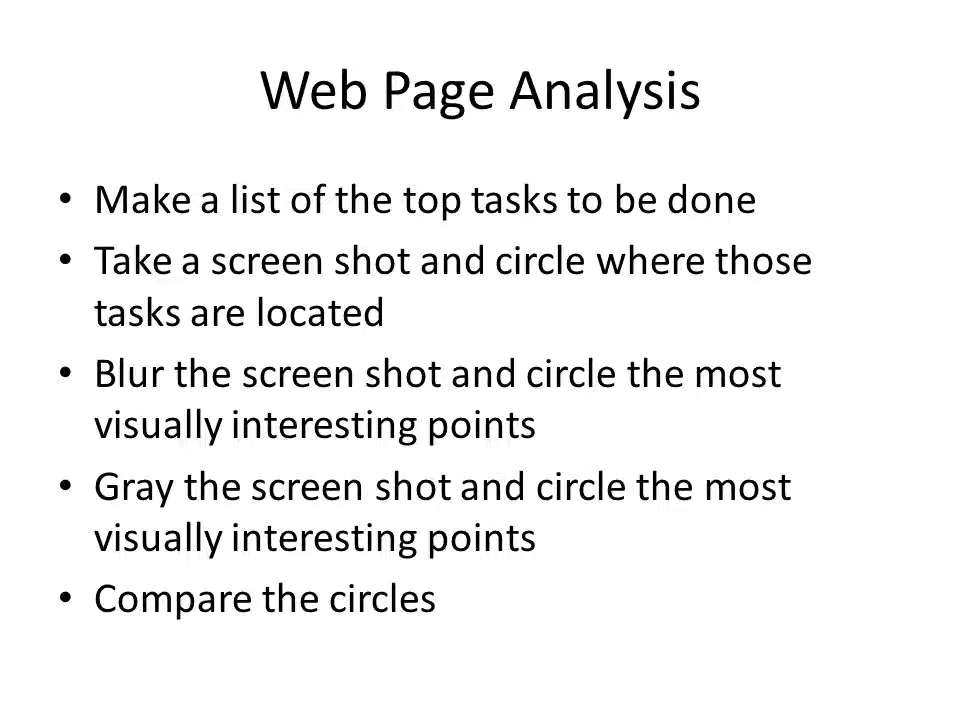 Web Page Analysis
• Make a list of the top tasks to be done
• Take a screen shot and circle where those
tasks are located
• Blur the screen shot and circle the most
visually interesting points
• Gray the screen shot and circle the most
visually interesting points
• Compare the circles